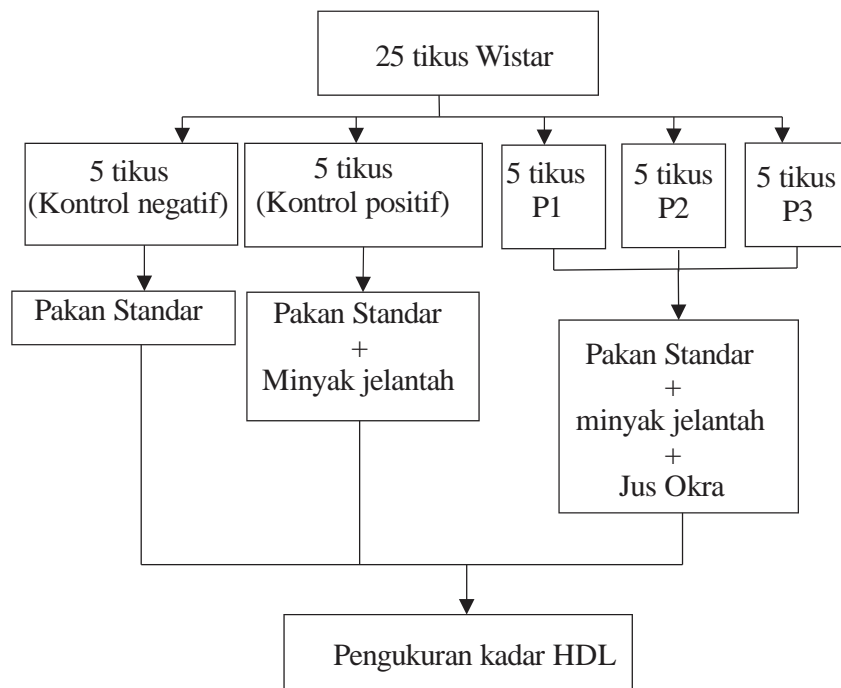 25 tikus Wistar
5 tikus
(Kontrol negatif)
5 tikus
(Kontrol positif)
5 tikus
P1
5 tikus
P2
5 tikus
P3
Pakan Standar
Pakan Standar
+
Minyak jelantah
Pakan Standar
+
minyak jelantah
+
Jus Okra
Pengukuran kadar HDL